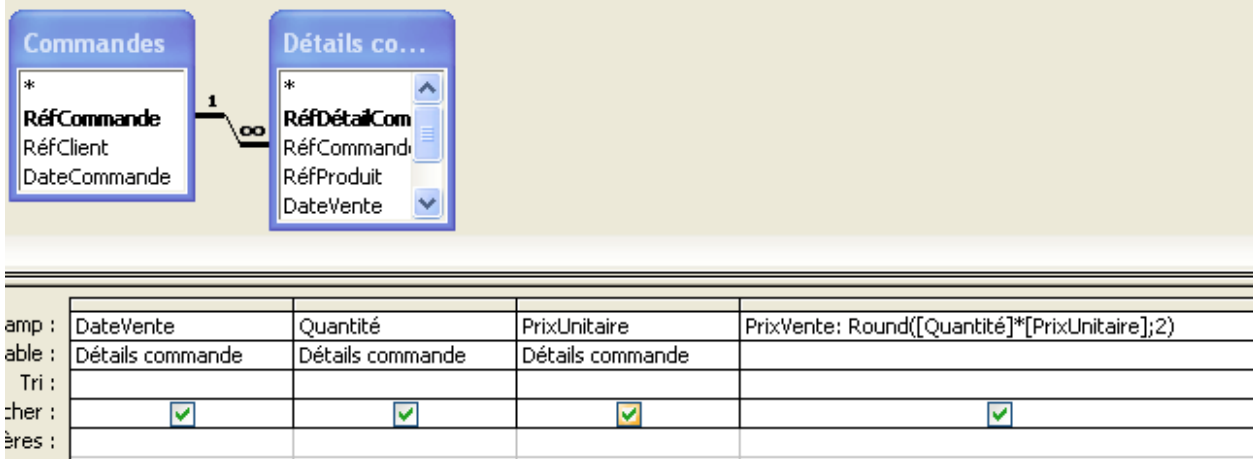 Commandes
*
RéfCommande
RéfClient
DateCommande
1
∞
Détails co...
*
RéfDétailCom
RéfCommand
RéfProduit
DateVente
amp : DateVente Quantité PrixUnitaire PrixVente: Round([Quantité]*[PrixUnitaire];2)
able : Détails commande Détails commande Détails commande
Tri :
cher :
ères :